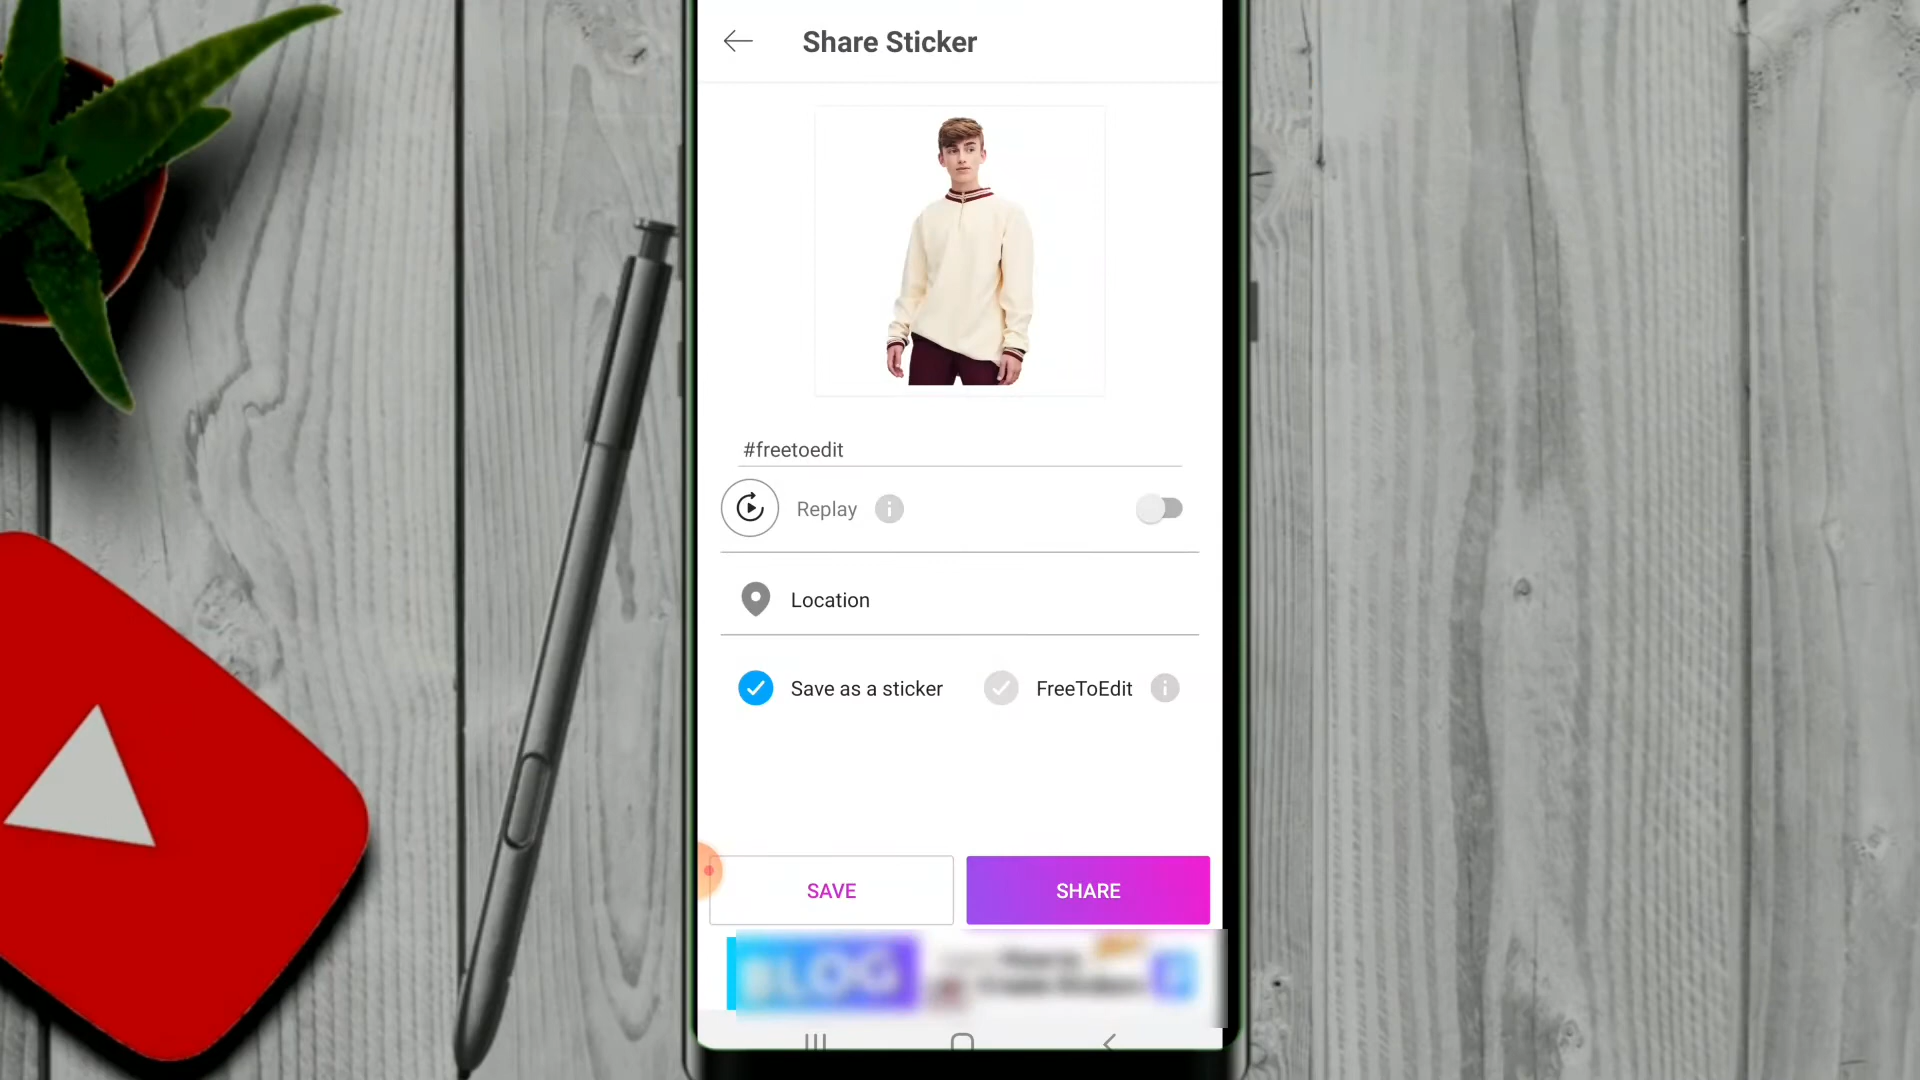 Share Sticker
#freetoedit
Replay
Location
Save as a sticker
FreeToEdit
SAVE
SHARE
BLOG